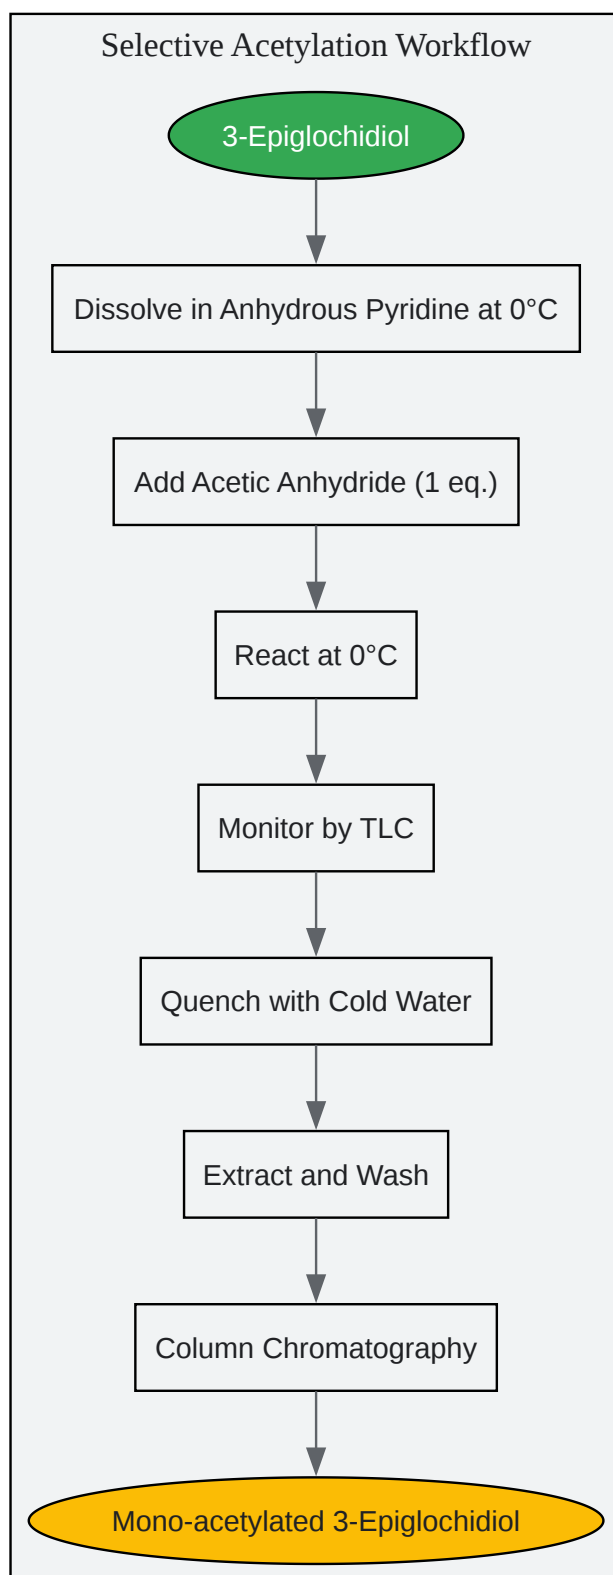 Selective Acetylation Workflow
3-Epiglochidiol
Dissolve in Anhydrous Pyridine at 0°C
Add Acetic Anhydride (1 eq.)
React at 0°C
Monitor by TLC
Quench with Cold Water
Extract and Wash
Column Chromatography
Mono-acetylated 3-Epiglochidiol